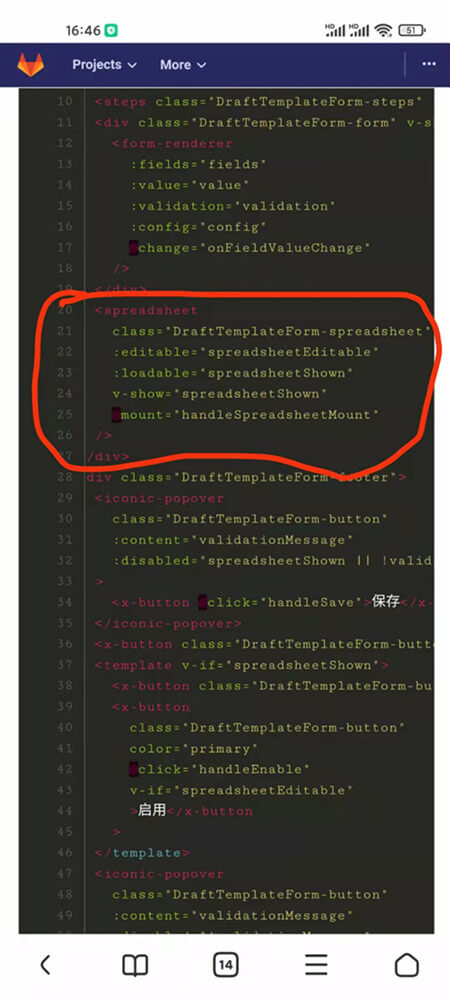 16:46
HD HD 51
Projects More
10 <steps class="DraftTemplateForm-steps"
11 <div class="DraftTemplateForm-form" v-s
12 <form-renderer
13 :fields="fields"
14 :value="value"
15 :validation="validation"
16 :config="config"
17 @change="onFieldValueChange"
18 />
19 </div>
20 <spreadsheet
21 class="DraftTemplateForm-spreadsheet"
22 :editable="spreadsheetEditable"
23 :loadable="spreadsheetShown"
24 v-show="spreadsheetShown"
25 @mount="handleSpreadsheetMount"
26 />
27 /div>
28 div class="DraftTemplateForm-footer">
29 <iconic-popover
30 class="DraftTemplateForm-button"
31 :content="validationMessage"
32 :disabled="spreadsheetShown || !valid
33 >
34 <x-button @click="handleSave">保存</x-
35 </iconic-popover>
36 <x-button class="DraftTemplateForm-butt
37 <template v-if="spreadsheetShown">
38 <x-button class="DraftTemplateForm-bu
39 <x-button
40 class="DraftTemplateForm-button"
41 color="primary"
42 @click="handleEnable"
43 v-if="spreadsheetEditable"
44 >启用</x-button
45 >
46 </template>
47 <iconic-popover
48 class="DraftTemplateForm-button"
49 :content="validationMessage"
14